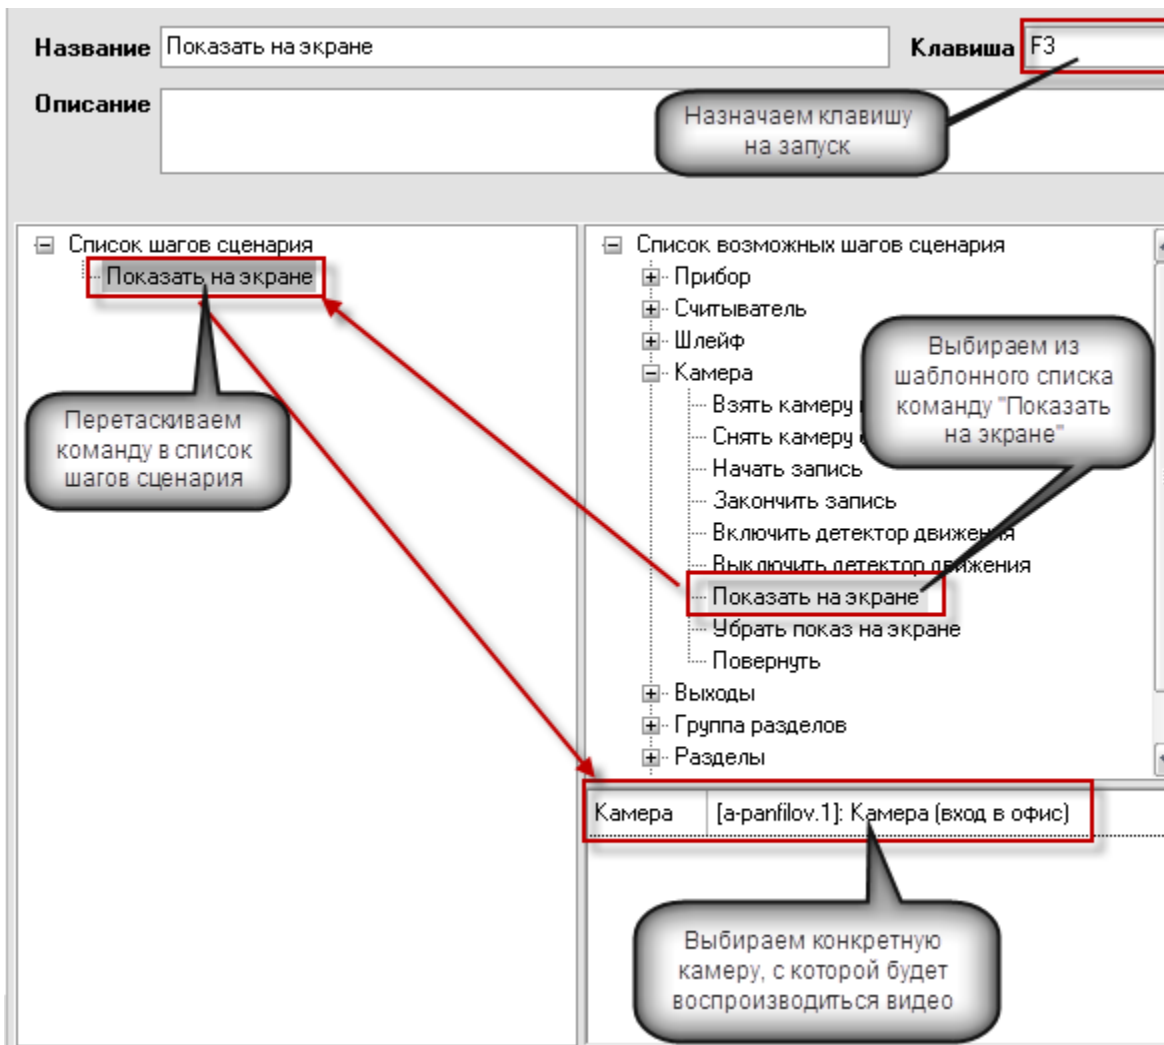 Название Показать на экране Клавиша F3
Описание
Назначаем клавишу
на запуск
Список шагов сценария
Показать на экране
Перетаскиваем
команду в список
шагов сценария
Список возможных шагов сценария
Прибор
Считыватель
Шлейф
Камера
Взять камеру
Снять камеру
Начать запись
Закончить запись
Включить детектор движения
Выключить детектор движения
Показать на экране
Убрать показ на экране
Повернуть
Выходы
Группа разделов
Разделы
Выбираем из
шаблонного списка
команду "Показать
на экране"
Камера [a-panfilov.1]: Камера (вход в офис)
Выбираем конкретную
камеру, с которой будет
воспроизводиться видео